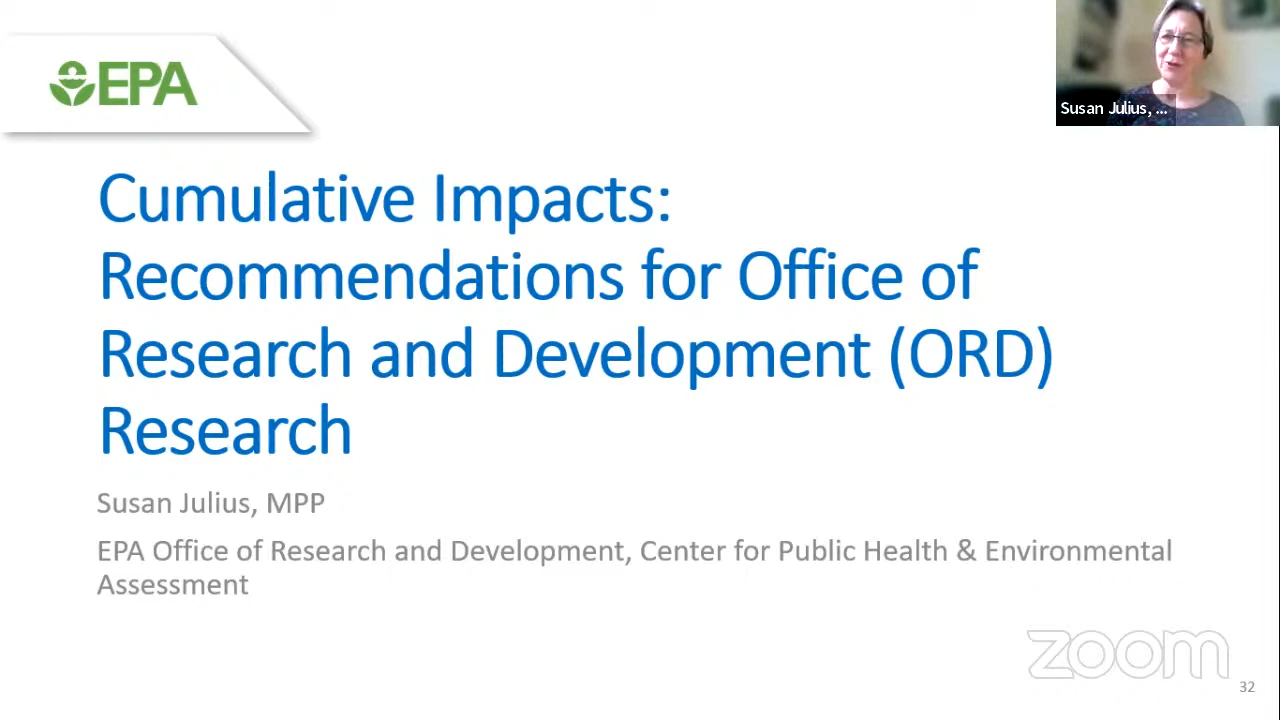 EPA
Susan Julius, ...
Cumulative Impacts:
Recommendations for Office of
Research and Development (ORD)
Research
Susan Julius, MPP
EPA Office of Research and Development, Center for Public Health & Environmental
Assessment
zoom
32